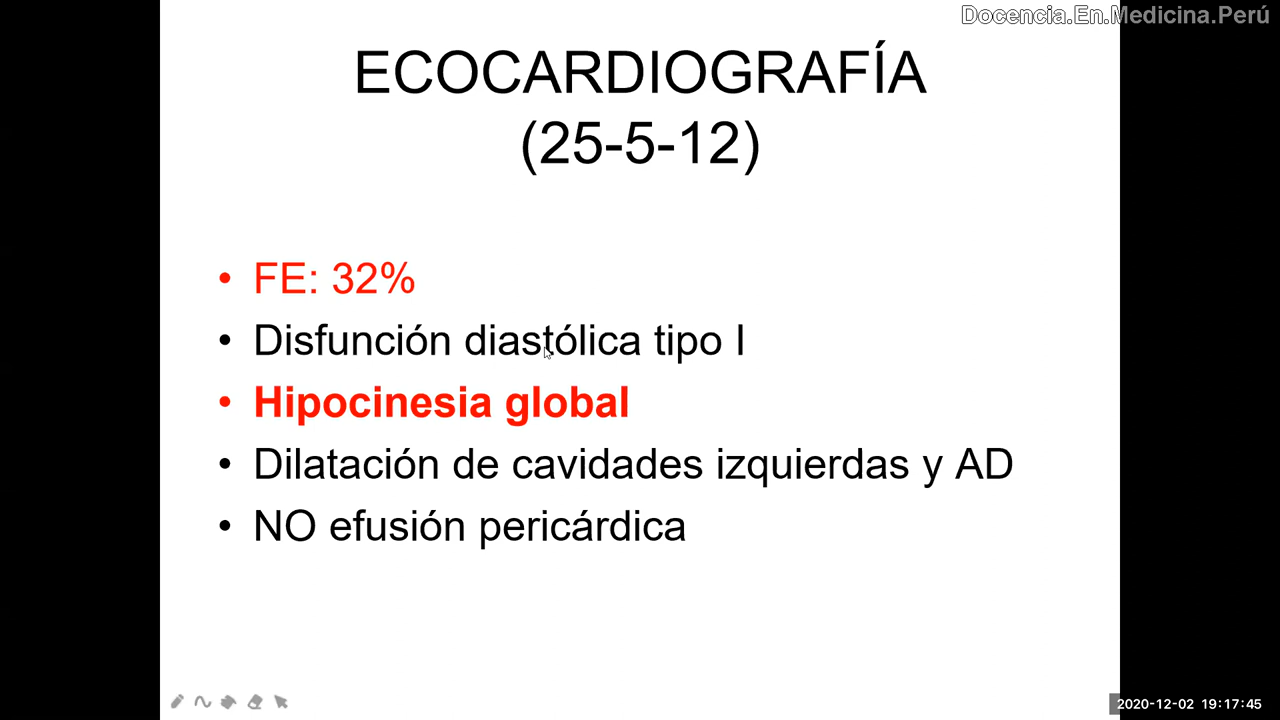 Docencia.En.Medicina.Perú
ECOCARDIOGRAFÍA
(25-5-12)
• FE: 32%
• Disfunción diastólica tipo I
• Hipocinesia global
• Dilatación de cavidades izquierdas y AD
• NO efusión pericárdica
2020-12-02 19:17:45